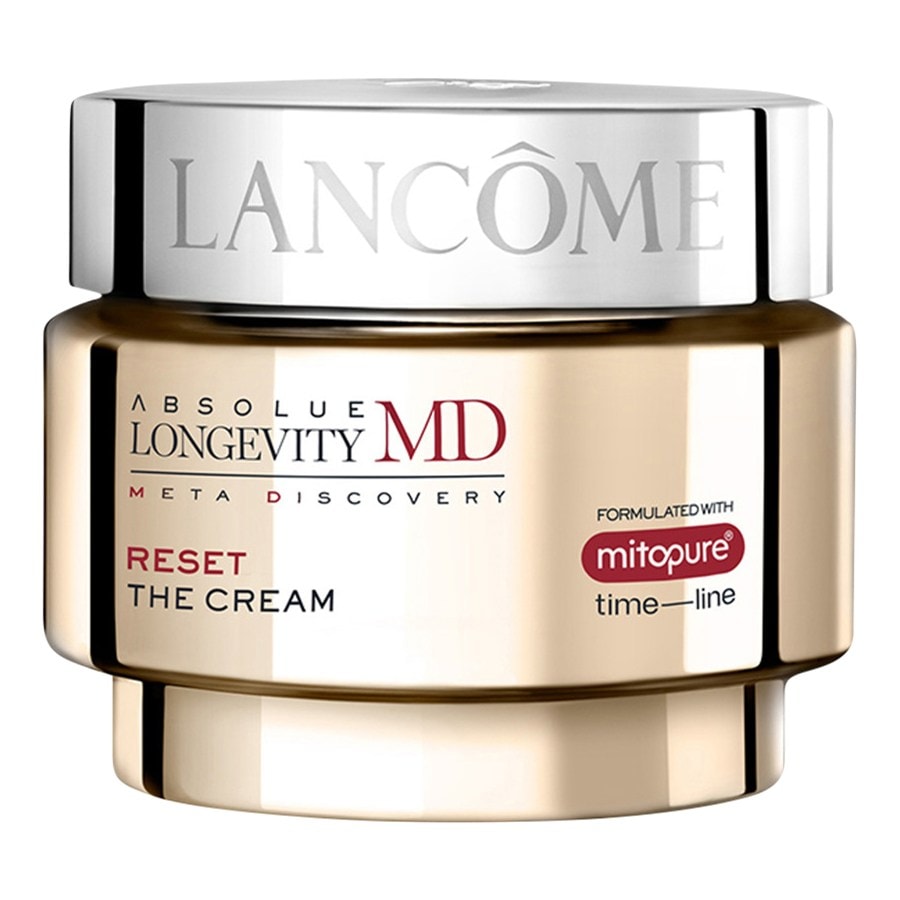 LANCÔME
ABSOLUE
LONGEVITY MD
META DISCOVERY
RESET
THE CREAM
FORMULATED WITH
mitopure®
time—line